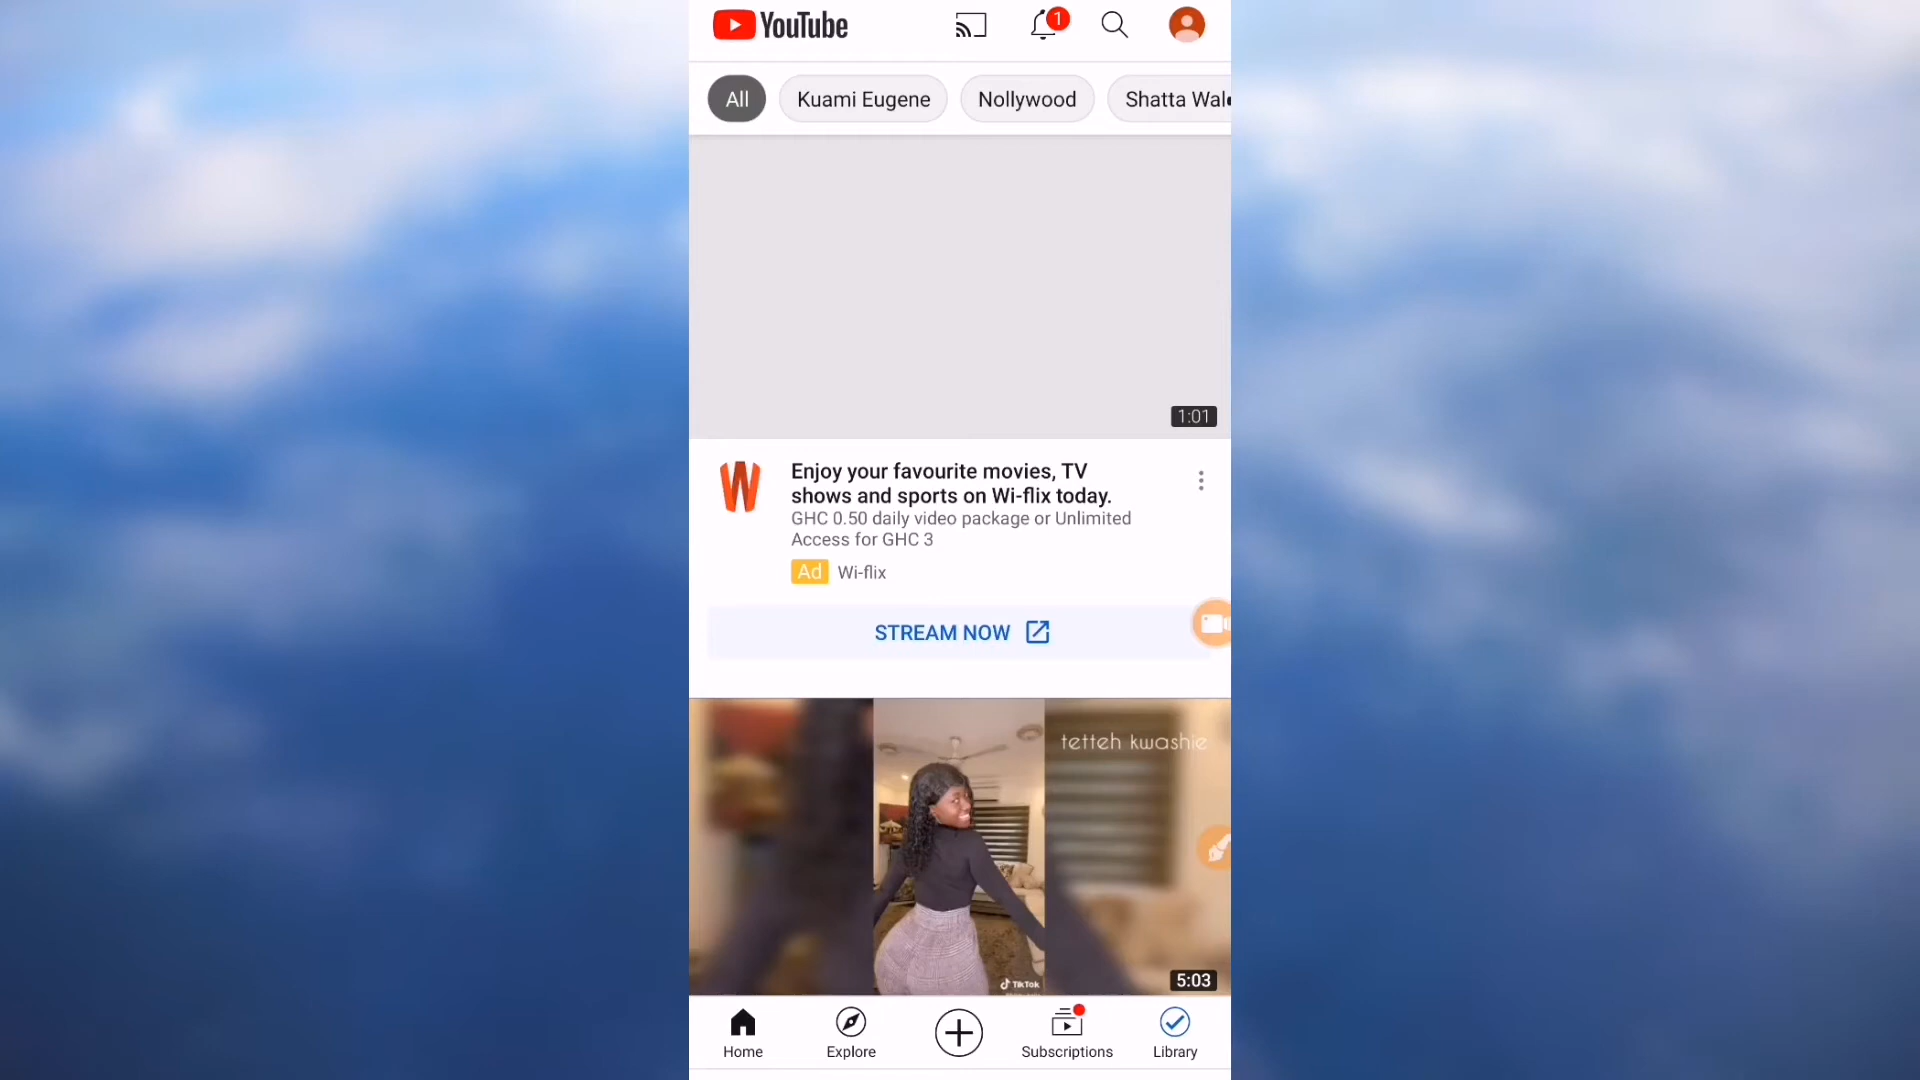 YouTube
1
All
Kuami Eugene
Nollywood
Shatta Wal
1:01
Enjoy your favourite movies, TV
shows and sports on Wi-flix today.
GHC 0.50 daily video package or Unlimited
Access for GHC 3
Ad Wi-flix
STREAM NOW
tetteh kwashie
TikTok
5:03
Home
Explore
Subscriptions
Library